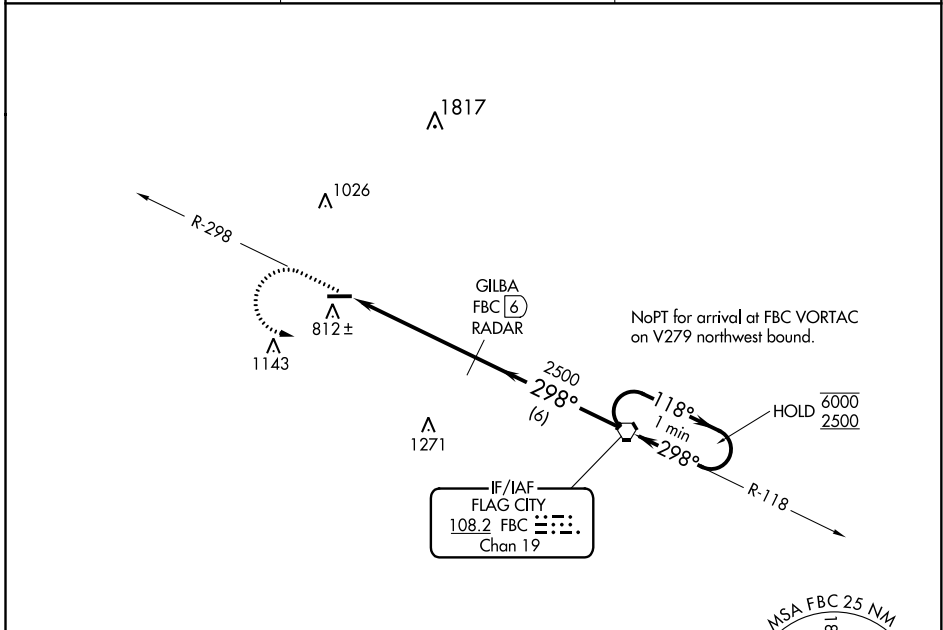 1817
1026
R-298
GILBA
FBC 6
RADAR
812 ±
1143
NoPT for arrival at FBC VORTAC
on V279 northwest bound.
2500
298°
(6)
118°
1 min
298°
HOLD 6000
2500
1271
R-118
IF/IAF
FLAG CITY
108.2 FBC
Chan 19
MSA FBC 25 NM